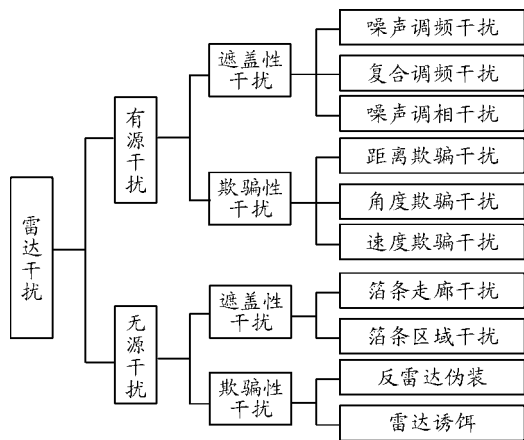 雷达干扰
有源干扰
遮盖性
干扰
噪声调频干扰
复合调频干扰
噪声调相干扰
欺骗性
干扰
距离欺骗干扰
角度欺骗干扰
速度欺骗干扰
无源干扰
遮盖性
干扰
箔条走廊干扰
箔条区域干扰
欺骗性
干扰
反雷达伪装
雷达诱饵